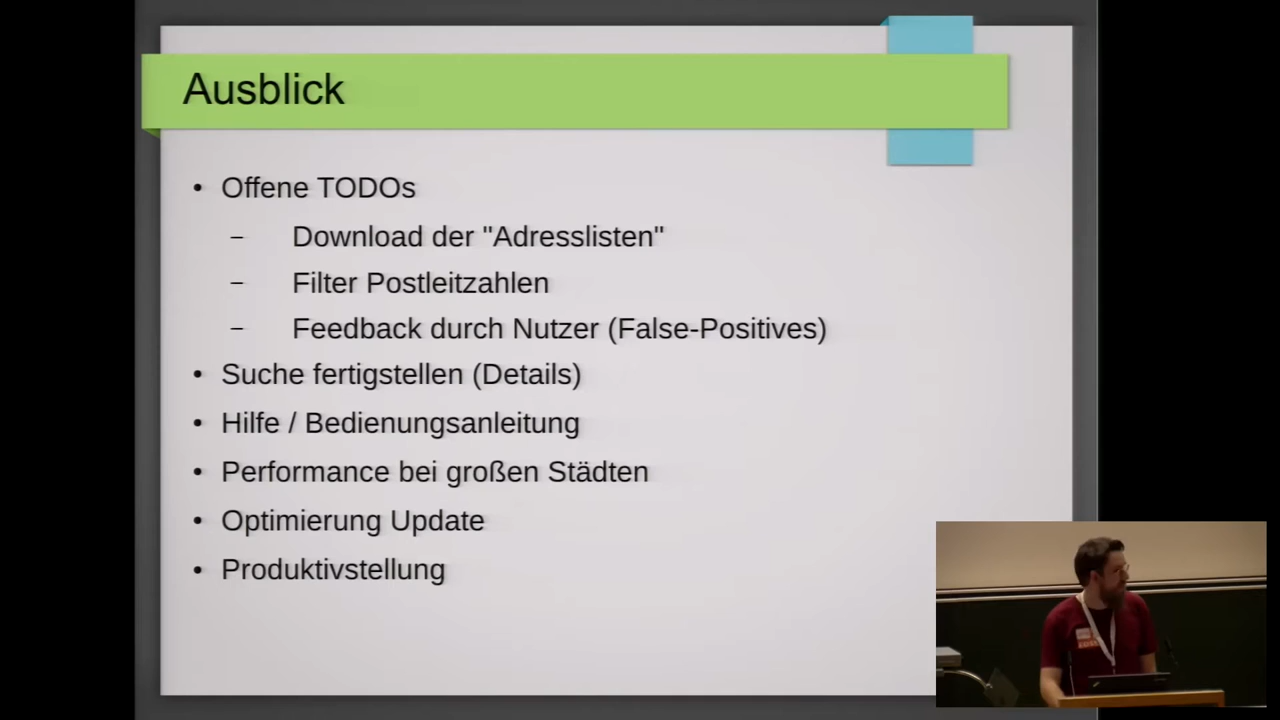 Ausblick
• Offene TODOs
– Download der "Adresslisten"
– Filter Postleitzahlen
– Feedback durch Nutzer (False-Positives)
• Suche fertigstellen (Details)
• Hilfe / Bedienungsanleitung
• Performance bei großen Städten
• Optimierung Update
• Produktivstellung